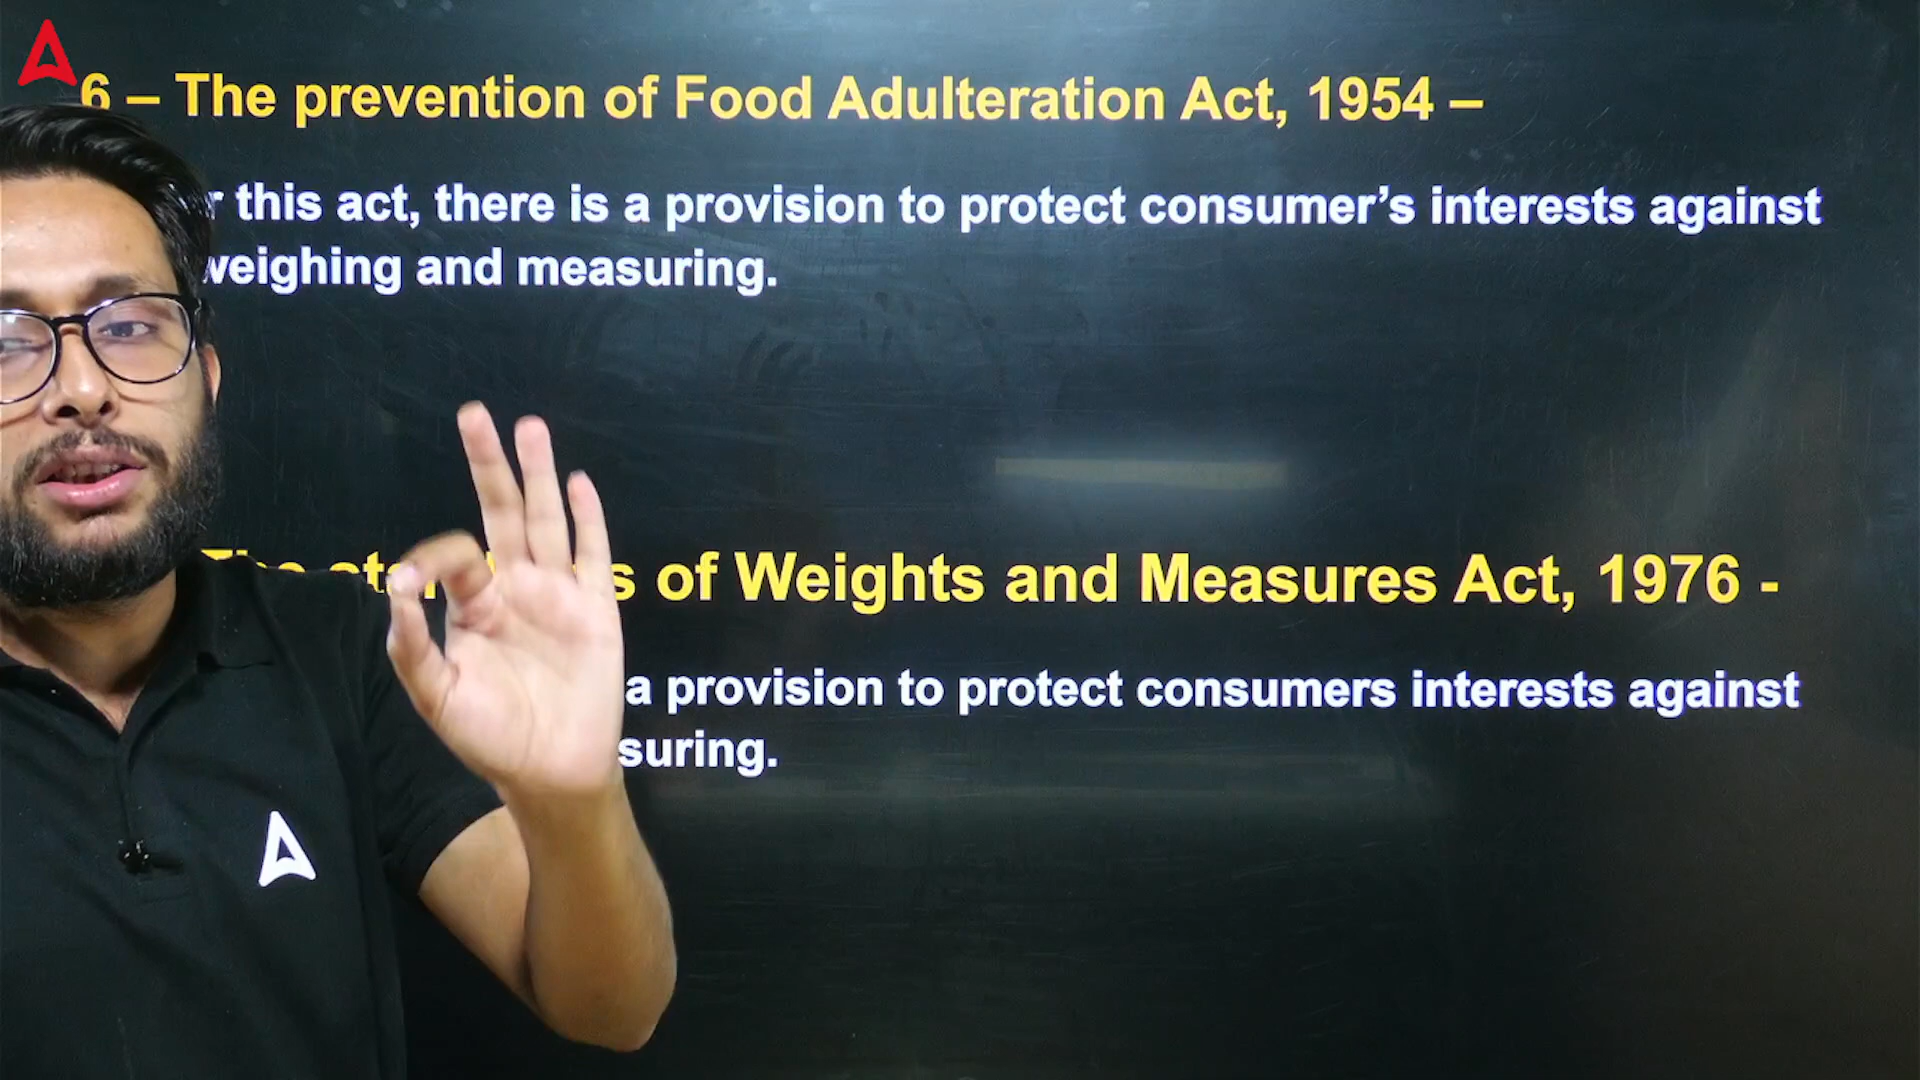 6 – The prevention of Food Adulteration Act, 1954 –
this act, there is a provision to protect consumer’s interests against
weighing and measuring.
The of Weights and Measures Act, 1976 -
a provision to protect consumers interests against